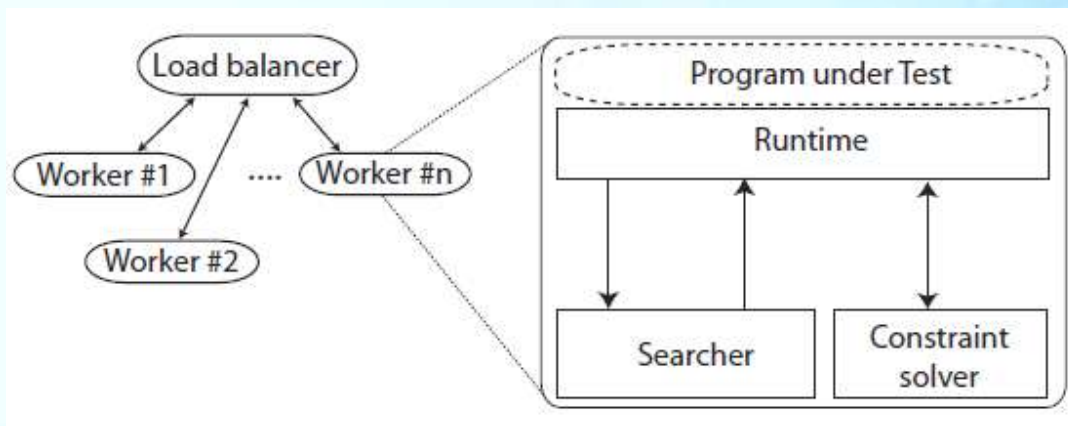 Load balancer
Worker #1
....
Worker #n
Worker #2
Program under Test
Runtime
Searcher
Constraint
solver